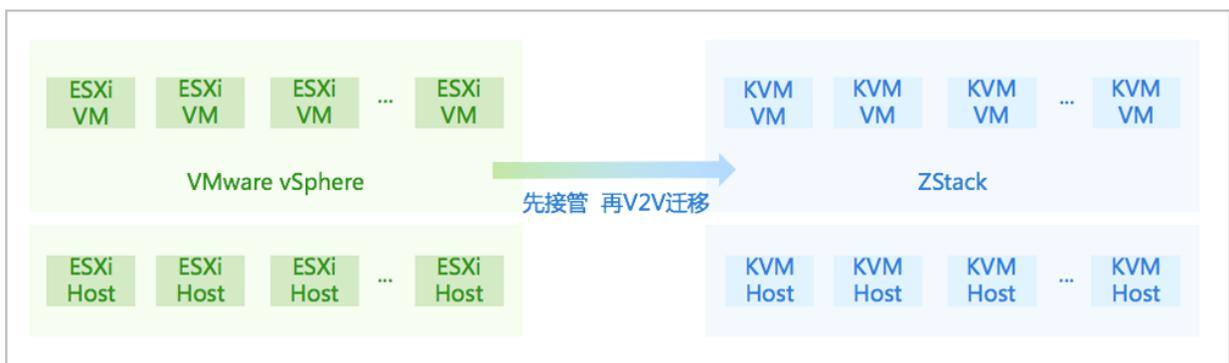 ESXi VM ESXi VM ESXi VM ... ESXi VM
KVM VM KVM VM KVM VM ... KVM VM
VMware vSphere
先接管 再V2V迁移
ZStack
ESXi Host ESXi Host ESXi Host ... ESXi Host
KVM Host KVM Host KVM Host ... KVM Host